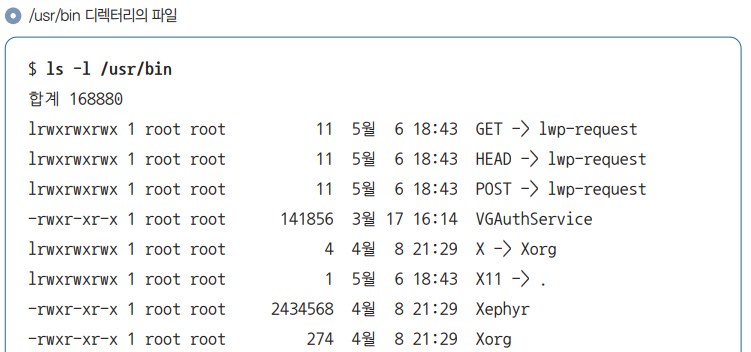 /usr/bin 디렉터리의 파일
$ ls -l /usr/bin
합계 168880
lrwxrwxrwx 1 root root 11 5월 6 18:43 GET -> lwp-request
lrwxrwxrwx 1 root root 11 5월 6 18:43 HEAD -> lwp-request
lrwxrwxrwx 1 root root 11 5월 6 18:43 POST -> lwp-request
-rwxr-xr-x 1 root root 141856 3월 17 16:14 VGAuthService
lrwxrwxrwx 1 root root 4 4월 8 21:29 X -> Xorg
lrwxrwxrwx 1 root root 1 5월 6 18:43 X11 -> .
-rwxr-xr-x 1 root root 2434568 4월 8 21:29 Xephyr
-rwxr-xr-x 1 root root 274 4월 8 21:29 Xorg